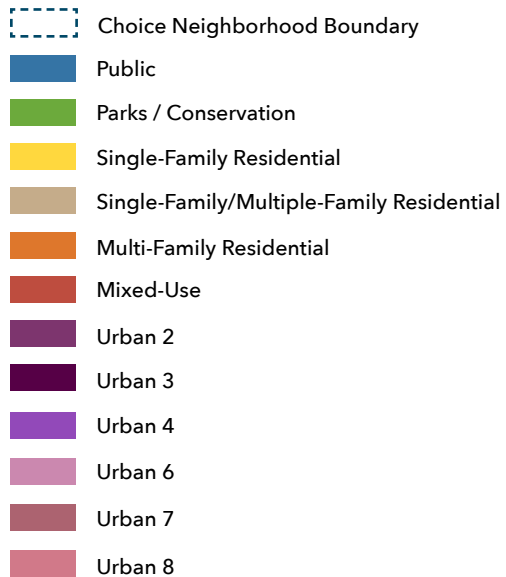 Choice Neighborhood Boundary
Public
Parks / Conservation
Single-Family Residential
Single-Family/Multiple-Family Residential
Multi-Family Residential
Mixed-Use
Urban 2
Urban 3
Urban 4
Urban 6
Urban 7
Urban 8